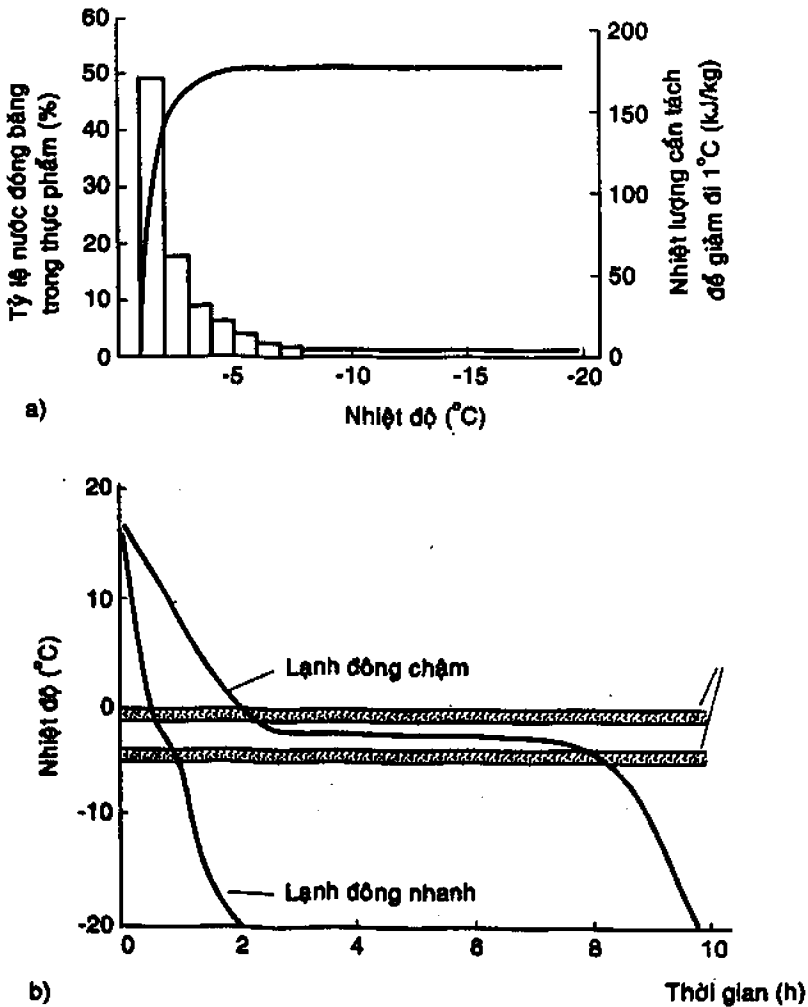 60
50
40
50
20
10
0
Tỷ lệ nước đóng băng
trong thực phẩm (%)
200
150
100
50
0
Nhiệt lượng cần tách
để giảm đi 1°C (kJ/kg)
-5
-10
-15
-20
a)
Nhiệt độ (°C)
20
10
0
-10
-20
Nhiệt độ (°C)
Lạnh đông chậm
Lạnh đông nhanh
0
2
4
6
8
10
b)
Thời gian (h)